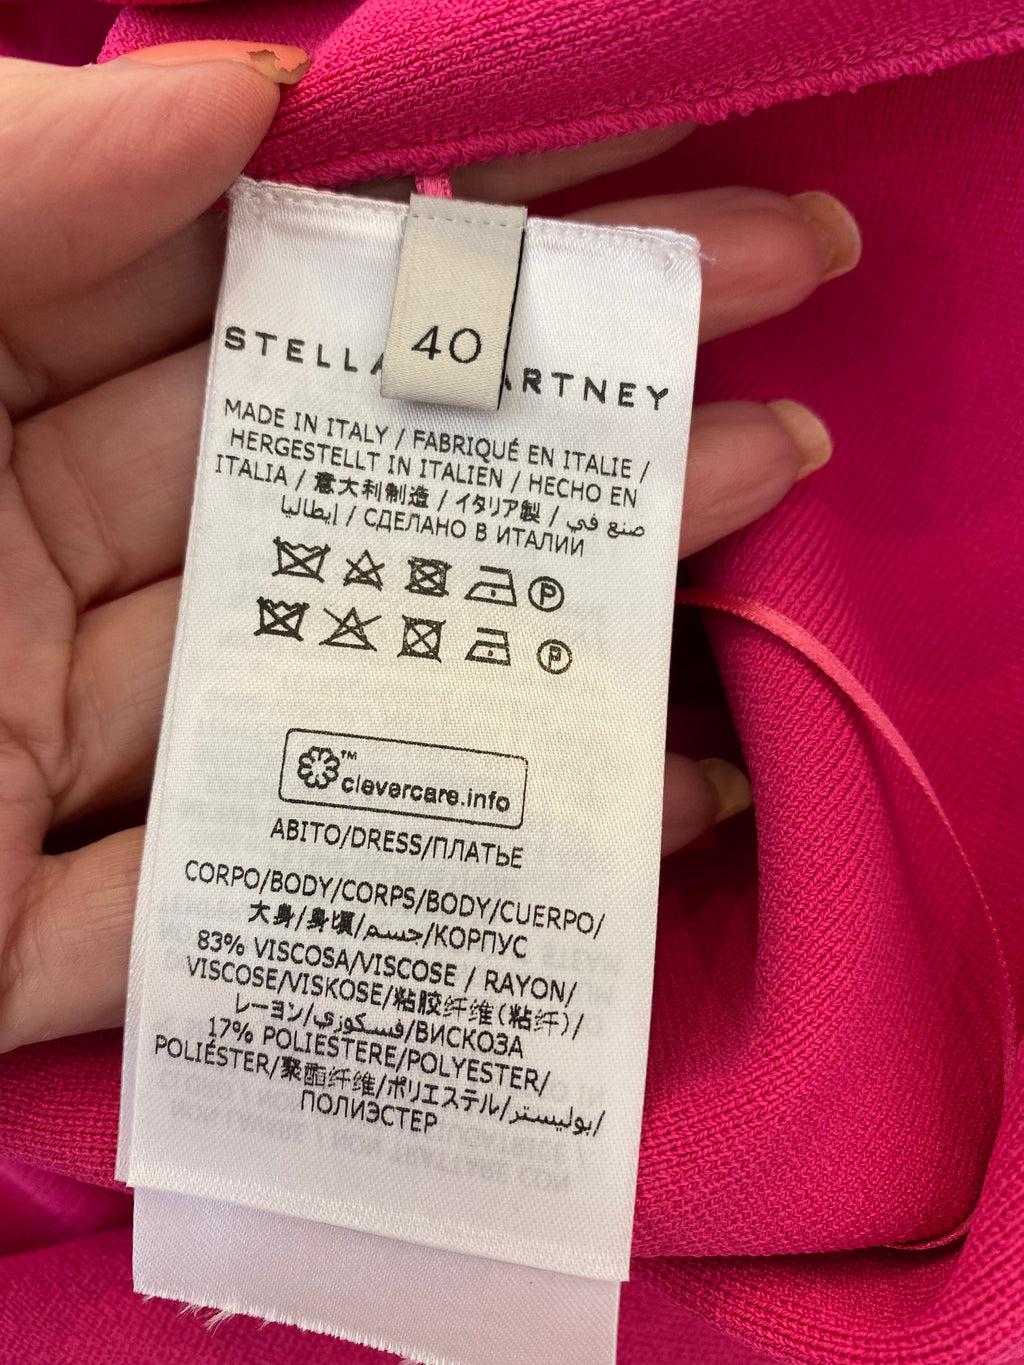 40
STELLA ARTNEY
MADE IN ITALY / FABRIQUÉ EN ITALIE /
HERGESTELLT IN ITALIEN / HECHO EN
ITALIA / 意大利制造 / イタリア製 / صنع في
إيطاليا / СДЕЛАНО В ИТАЛИИ
P
P
™
clevercare.info
ABITO/DRESS/ПЛАТЬЕ
CORPO/BODY/CORPS/BODY/CUERPO/
大身/身頃/جسم/КОРПУС
83% VISCOSA/VISCOSE / RAYON/
VISCOSE/VISKOSE/粘胶纤维(粘纤)/
レーヨン/فسكوزي/ВИСКОЗА
17% POLIESTERE/POLYESTER/
POLIÉSTER/聚酯纤维/ポリエステル/بوليستر/
ПОЛИЭСТЕР